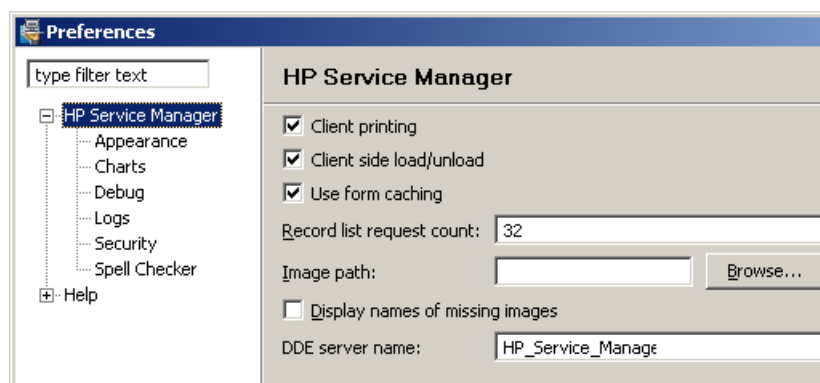 Preferences
type filter text
HP Service Manager
Appearance
Charts
Debug
Logs
Security
Spell Checker
Help
HP Service Manager
Client printing
Client side load/unload
Use form caching
Record list request count: 32
Image path: Browse...
Display names of missing images
DDE server name: HP_Service_Manage